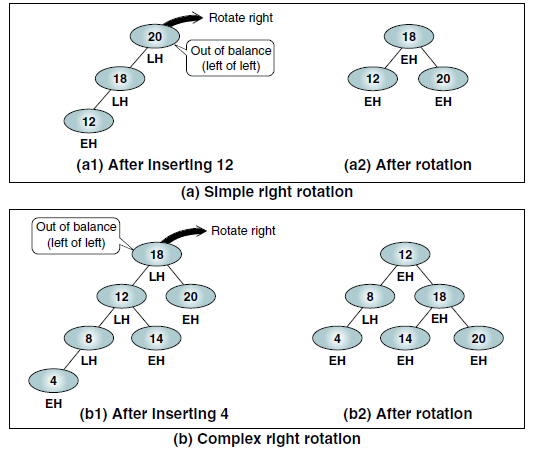 Rotate right
20
LH
Out of balance
(left of left)
18
LH
12
EH
18
EH
12
EH
20
EH
(a1) After Inserting 12
(a2) After rotation
(a) Simple right rotation
Out of balance
(left of left)
Rotate right
18
LH
12
LH
20
EH
8
LH
14
EH
4
EH
12
EH
8
LH
18
EH
4
EH
14
EH
20
EH
(b1) After Inserting 4
(b2) After rotation
(b) Complex right rotation